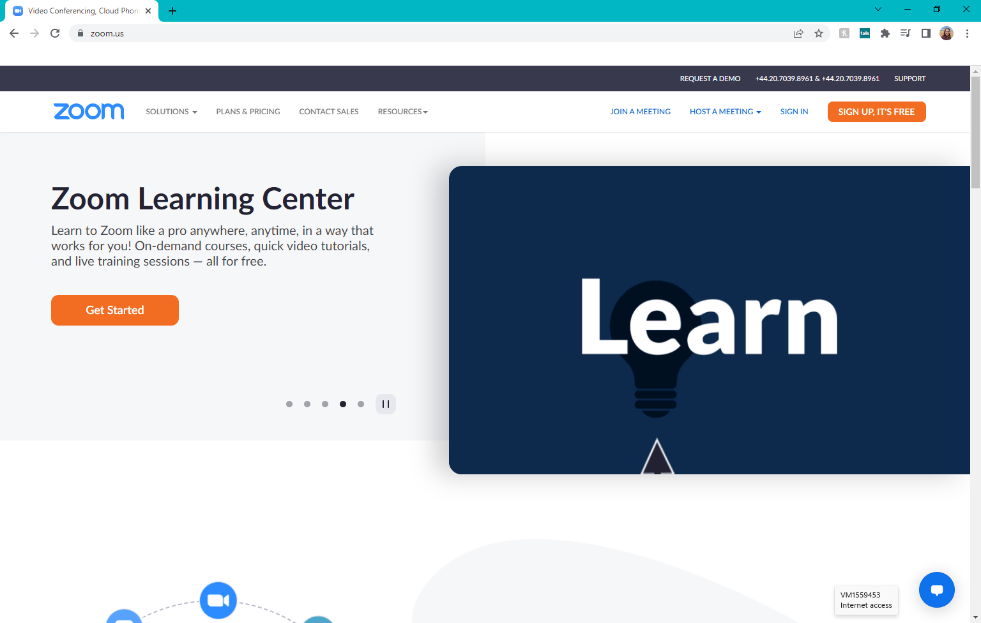 Video Conferencing, Cloud Phon
zoom.us
talk
REQUEST A DEMO +44.20.7039.8961 & +44.20.7039.8961 SUPPORT
zoom SOLUTIONS PLANS & PRICING CONTACT SALES RESOURCES JOIN A MEETING HOST A MEETING SIGN IN SIGN UP, IT'S FREE
Zoom Learning Center
Learn to Zoom like a pro anywhere, anytime, in a way that
works for you! On-demand courses, quick video tutorials,
and live training sessions — all for free.
Get Started
Learn
VM1559453
Internet access